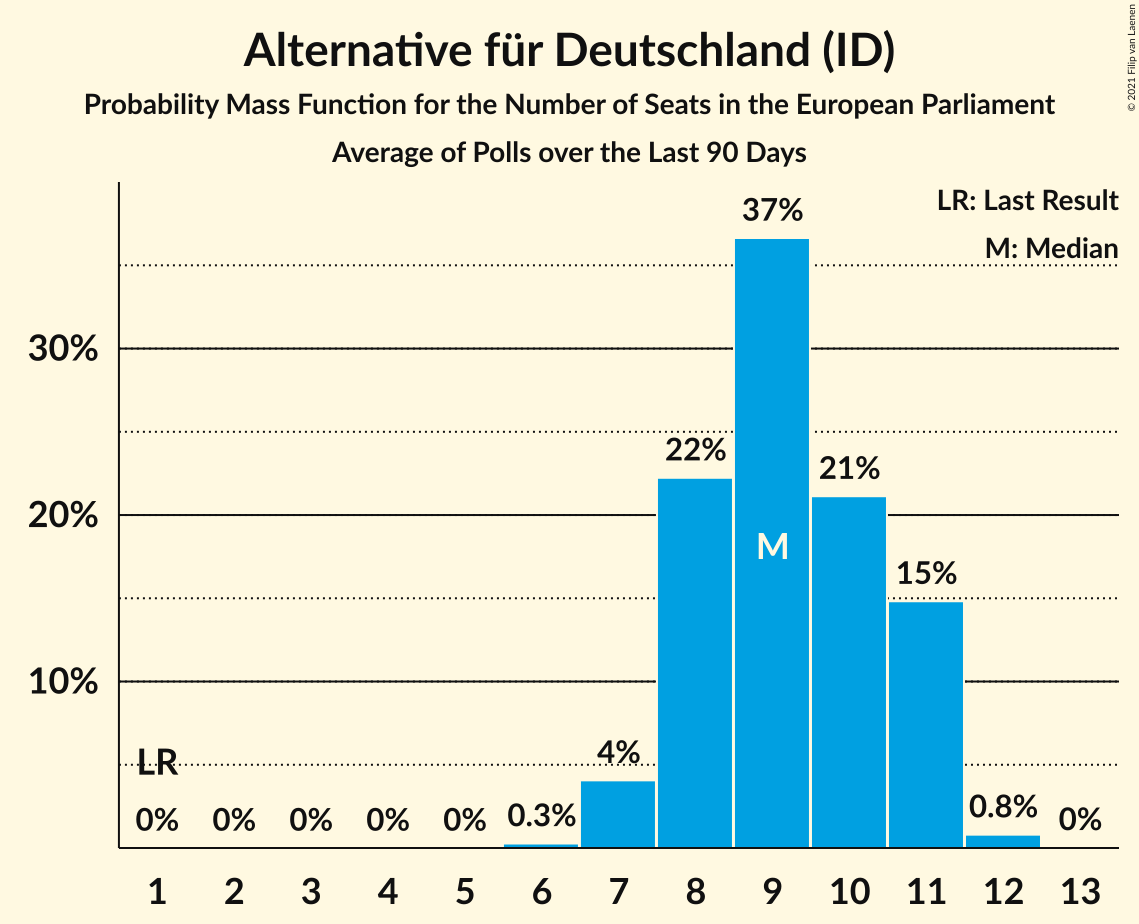 Alternative für Deutschland (ID)
Probability Mass Function for the Number of Seats in the European Parliament
Average of Polls over the Last 90 Days
© 2021 Filip van Laenen
LR: Last Result
M: Median
37%
30%
22%
21%
20%
M
15%
10%
LR
4%
0% 0% 0% 0% 0% 0.3% 0.8% 0%
1 2 3 4 5 6 7 8 9 10 11 12 13